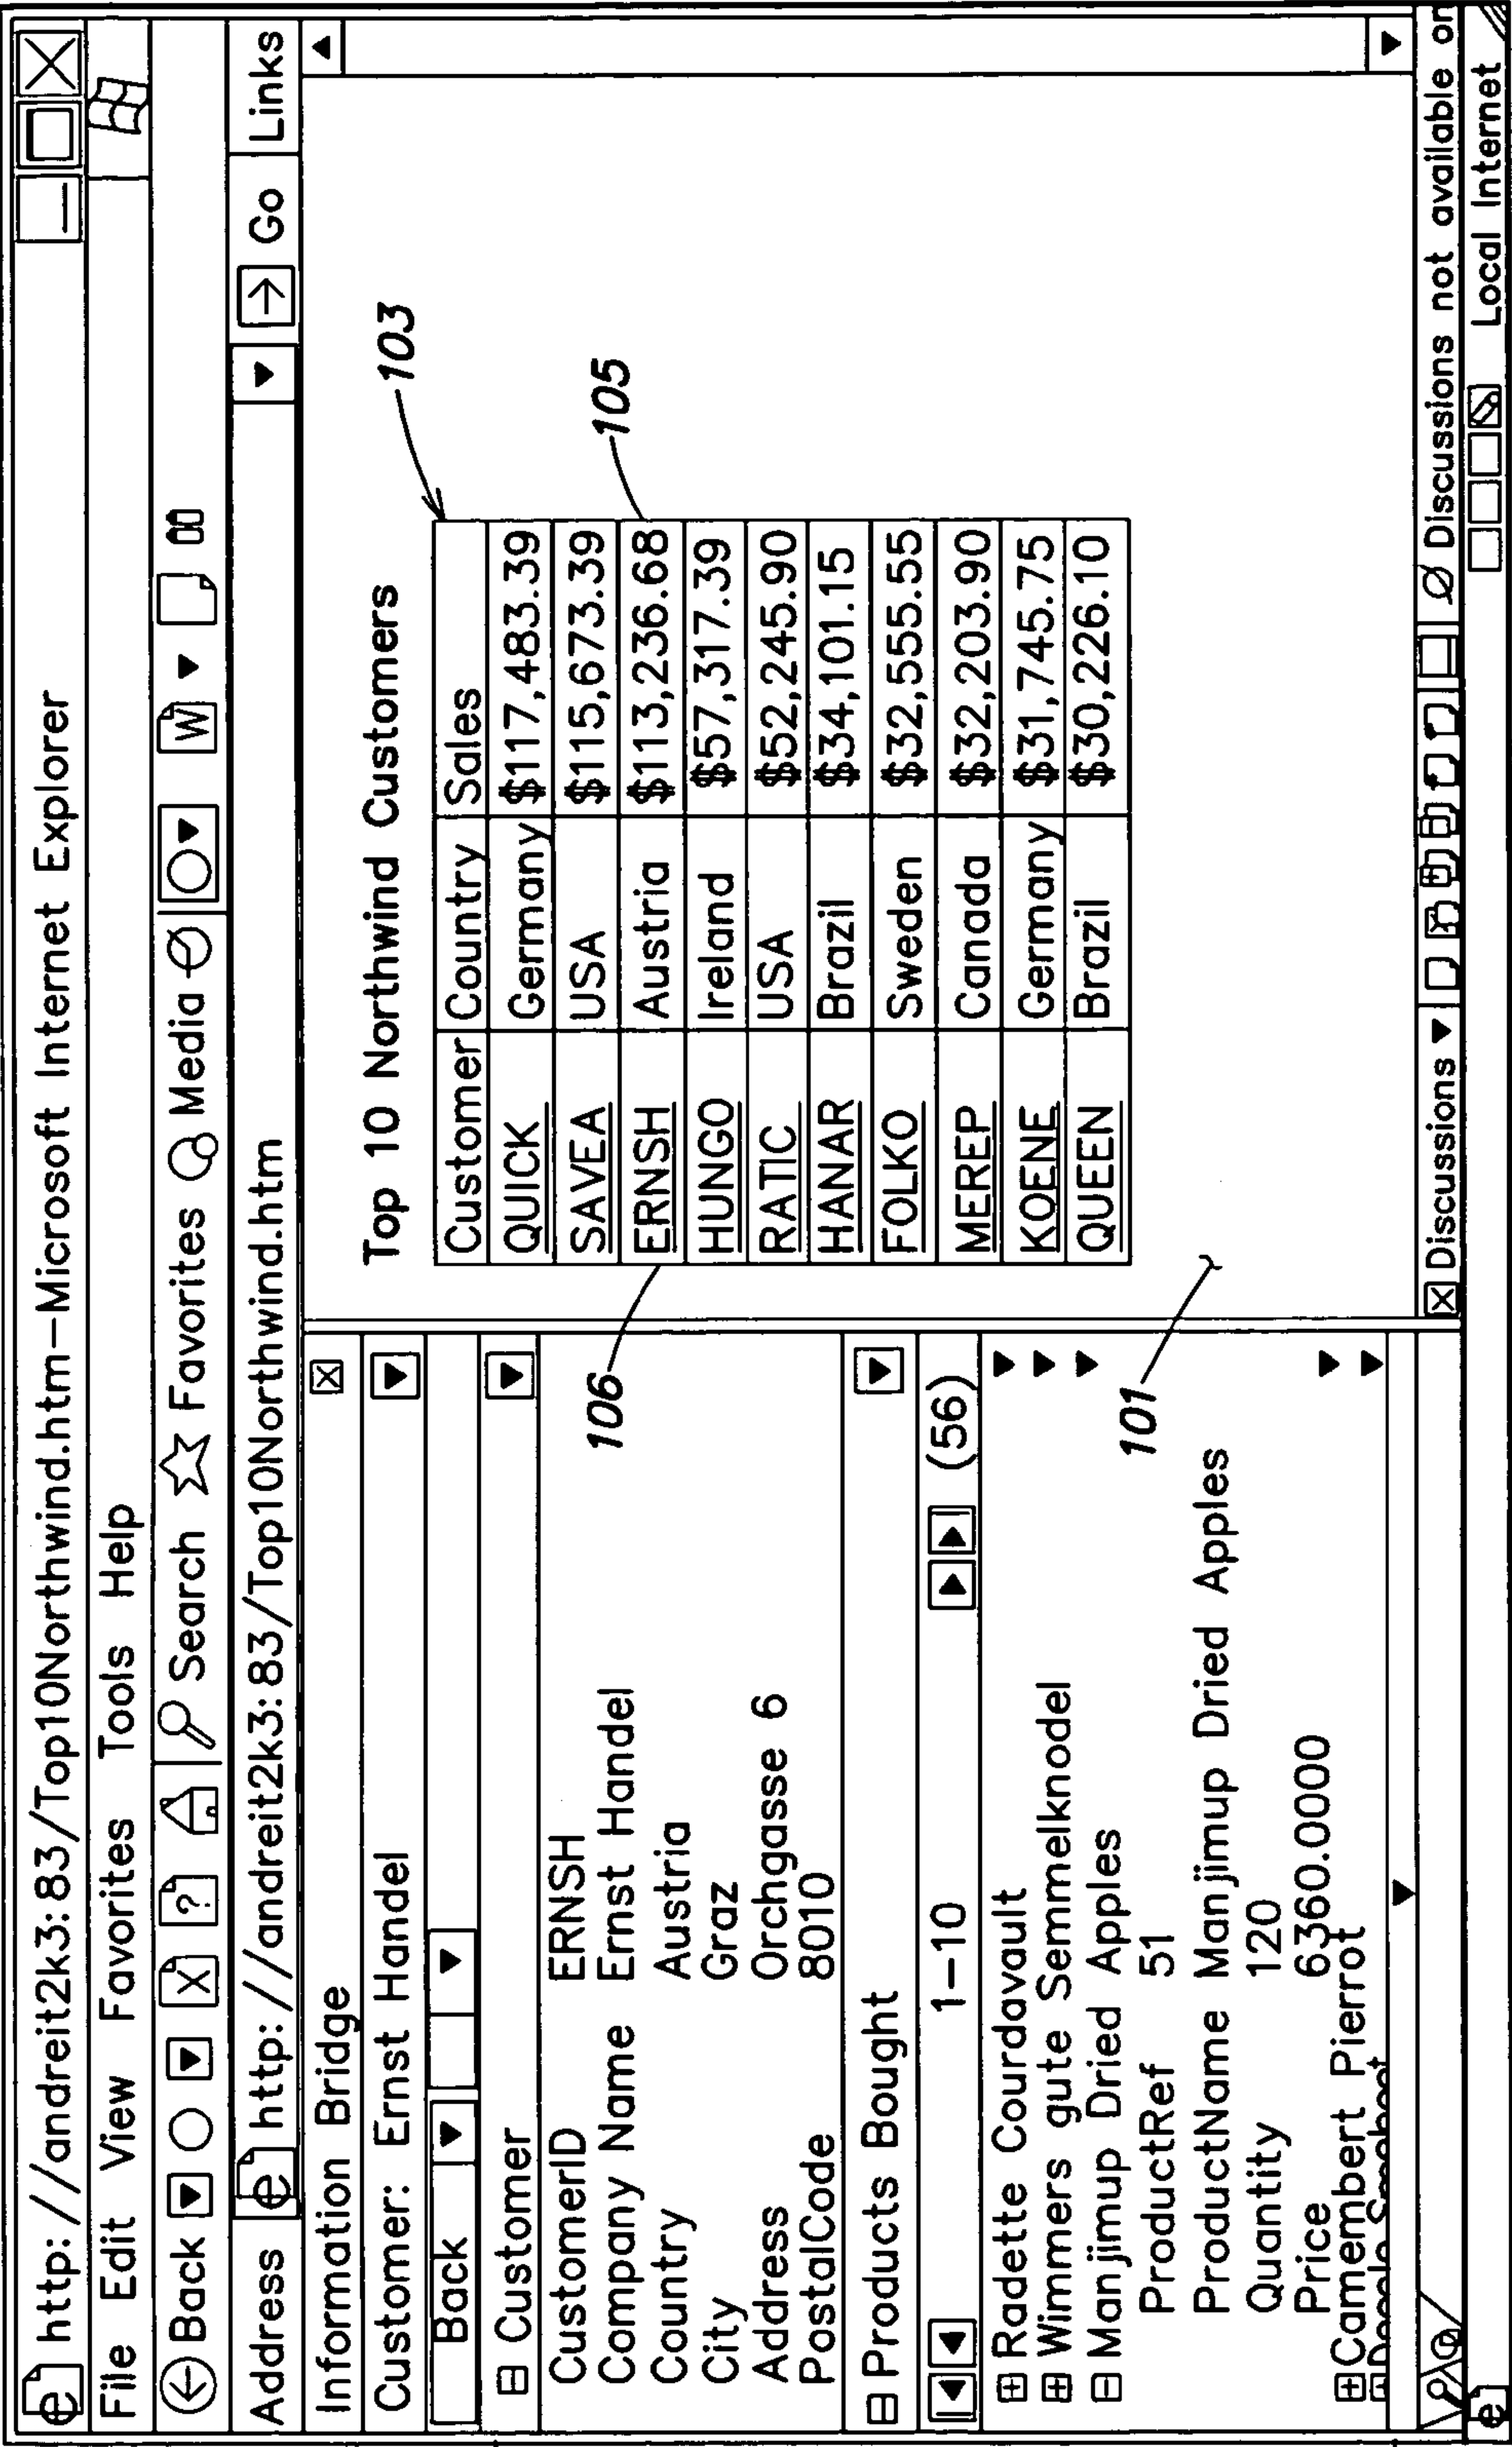 http://andreit2k3:83/Top10Northwind.htm-Microsoft Internet Explorer
File Edit View Favorites Tools Help
Back Search Favorites Media W
Address http://andreit2k3:83/Top10Northwind.htm Go Links
Information Bridge
Customer: Ernst Handel
Back
Customer
CustomerID ERNSH
Company Name Ernst Handel
Country Austria
City Graz
Address Orchgasse 6
PostalCode 8010
Products Bought
1-10 (56)
Radette Courdavault
Wimmers gute Semmelknodel
Manjimup Dried Apples
ProductRef 51
ProductName Manjimup Dried Apples
Quantity 120
Price 6360.0000
Camembert Pierrot
Top 10 Northwind Customers
103
Customer Country Sales
QUICK Germany $117,483.39
SAVEA USA $115,673.39
ERNSH Austria $113,236.68
105
106
HUNGO Ireland $57,317.39
RATIC USA $52,245.90
HANAR Brazil $34,101.15
FOLKO Sweden $32,555.55
MEREP Canada $32,203.90
KOENE Germany $31,745.75
QUEEN Brazil $30,226.10
101
Discussions Discussions not available on
Local Internet